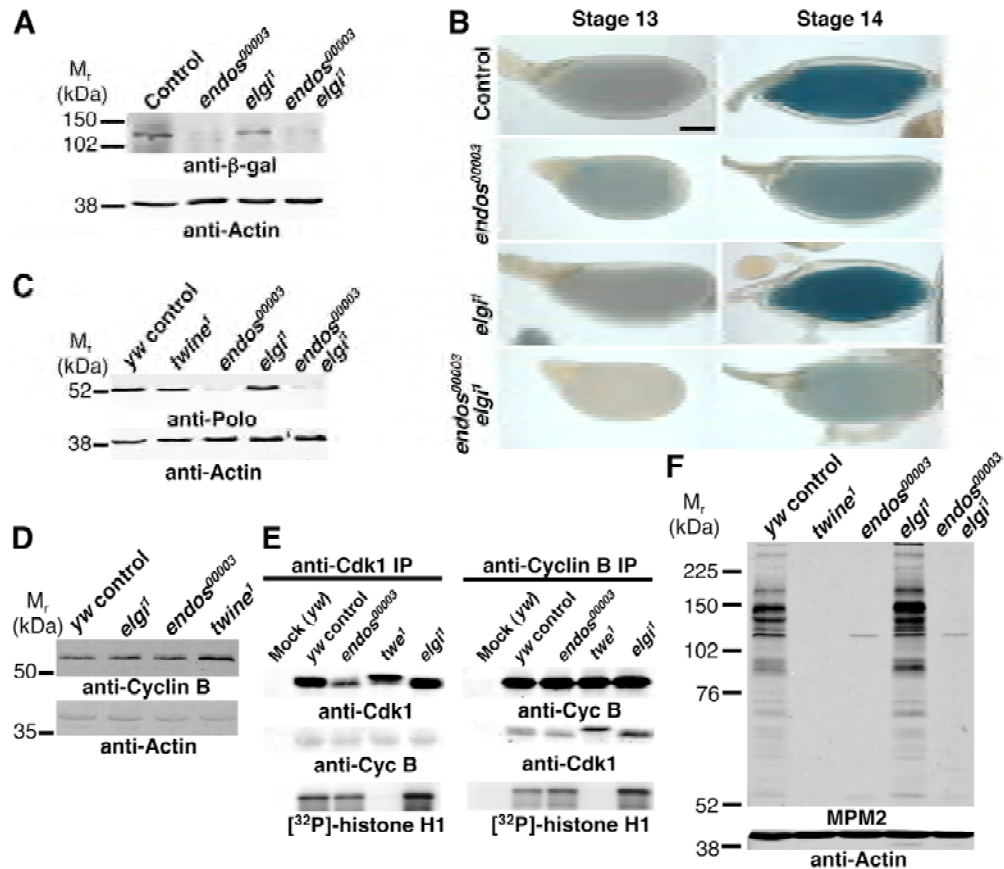 A
Mr
(kDa)
Control
endos00003
elgi1
endos00003
elgi1
150
102
anti-β-gal
38
anti-Actin
B
Stage 13
Stage 14
Control
endos00003
elgi1
endos00003
elgi1
C
Mr
(kDa)
yw control
twine1
endos00003
elgi1
endos00003
elgi1
52
anti-Polo
38
anti-Actin
D
Mr
(kDa)
yw control
elgi1
endos00003
twine1
50
anti-Cyclin B
35
anti-Actin
E
anti-Cdk1 IP
anti-Cyclin B IP
Mock (yw)
yw control
endos00003
twe1
elgi1
Mock (yw)
yw control
endos00003
twe1
elgi1
anti-Cdk1
anti-Cyc B
anti-Cyc B
anti-Cdk1
[32P]-histone H1
[32P]-histone H1
F
Mr
(kDa)
yw control
twine1
endos00003
elgi1
endos00003
elgi1
225
150
102
76
52
MPM2
38
anti-Actin